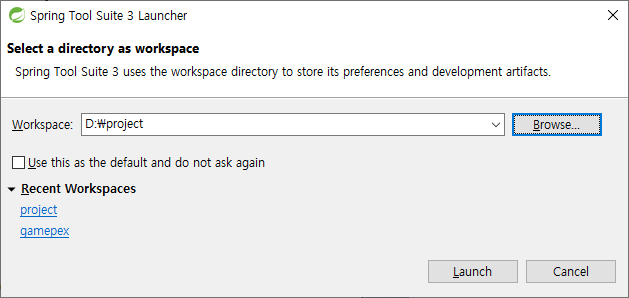 Spring Tool Suite 3 Launcher
Select a directory as workspace
Spring Tool Suite 3 uses the workspace directory to store its preferences and development artifacts.
Workspace: D:₩project Browse...
Use this as the default and do not ask again
Recent Workspaces
project
gamepex
Launch Cancel